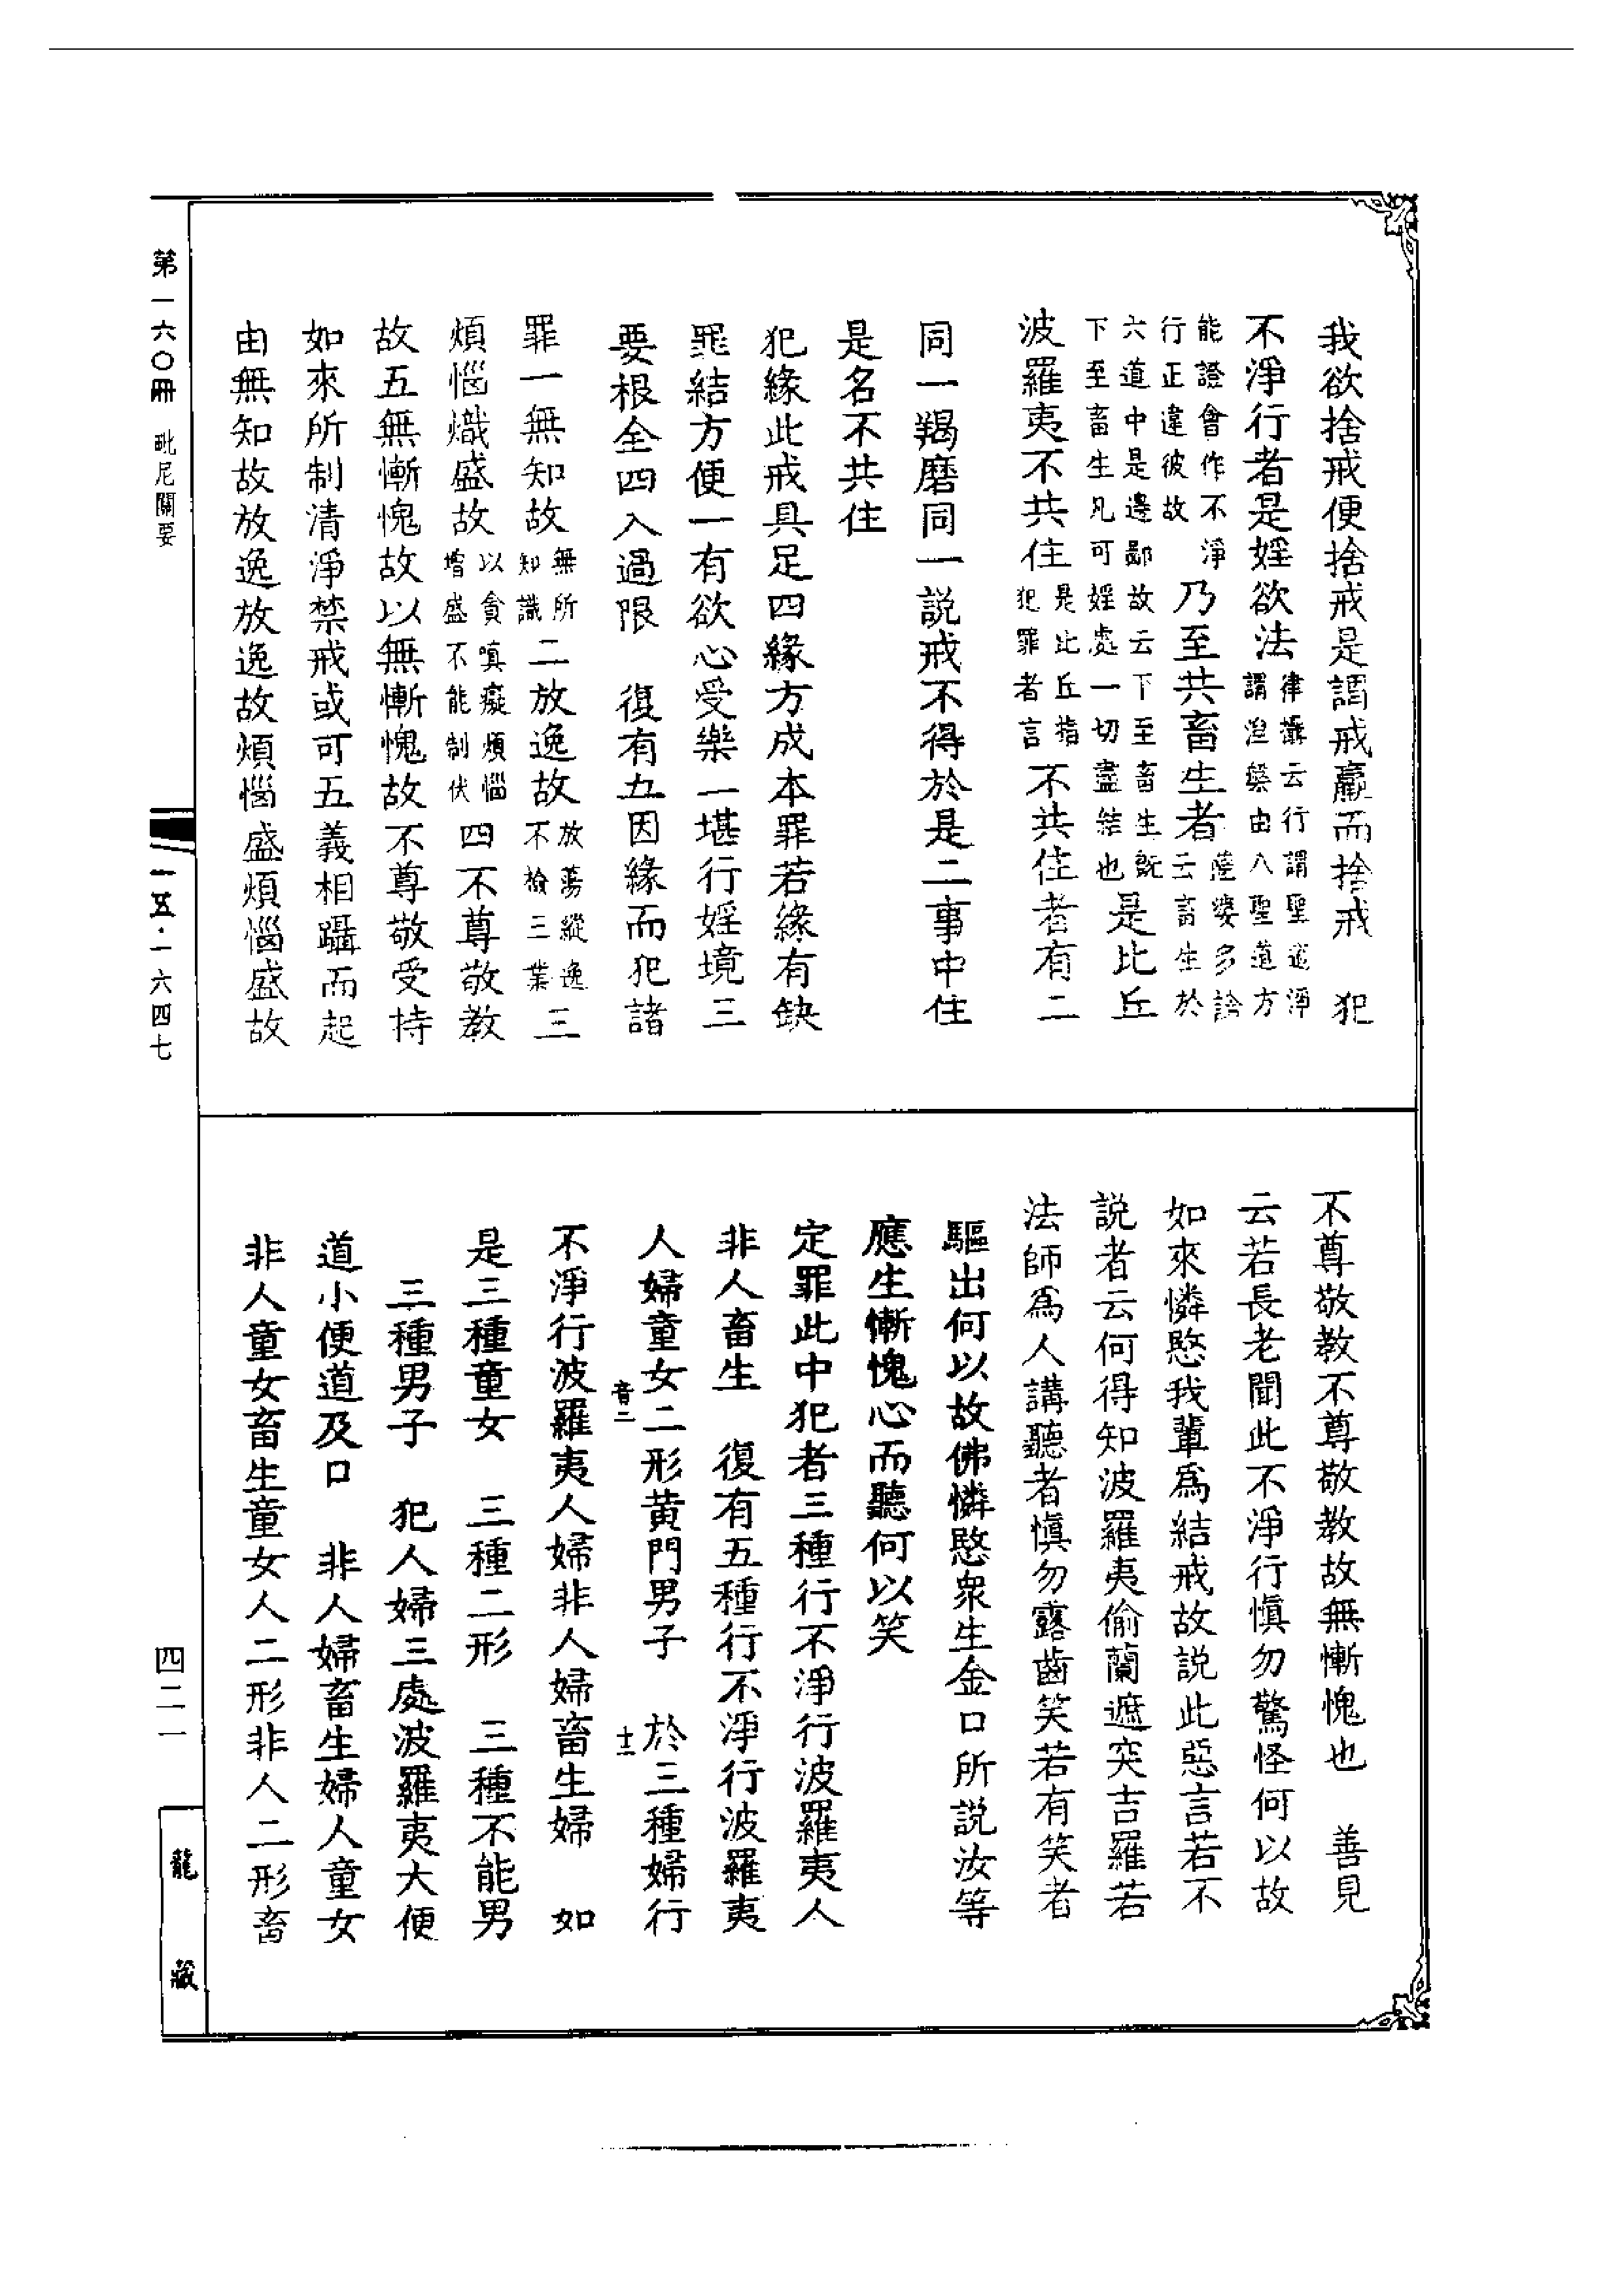 我欲捨戒便捨戒是謂戒羸而捨戒　犯
不淨行者是婬欲法律攝云行謂聖道淨方謂涅槃由八聖道方
能證會作不淨行正違彼故乃至共畜生者薩婆多論云畜生於
六道中是邊鄙故云下至畜生既下至畜生凡可婬處一切盡結也是比丘
波羅夷不共住是比丘指犯罪者言不共住者有二
同一羯磨同一說戒不得於是二事中住
是名不共住
犯緣此戒具足四緣方成本罪若緣有缺
罪結方便一有欲心受樂二堪行婬境三
要根全四入過限　復有五因緣而犯諸
罪一無知故無所知識二放逸故放蕩縱逸不檢三業三
煩惱熾盛故以貪嗔癡煩惱增盛不能制伏四不尊敬教
故五無慚愧故以無慚愧故不尊敬受持
如來所制清淨禁戒或可五義相躡而起
由無知故放逸放逸故煩惱盛煩惱盛故
不尊敬教不尊敬教故無慚愧也　善見
云若長老聞此不淨行慎勿驚怪何以故
如來憐愍我輩爲結戒故說此惡言若不
說者云何得知波羅夷偷蘭遮突吉羅若
法師爲人講聽者慎勿露齒笑若有笑者
驅出何以故佛憐愍眾生金口所說汝等
應生慚愧心而聽何以笑
定罪此中犯者三種行不淨行波羅夷人
非人畜生　復有五種行不淨行波羅夷
人婦童女二形黃門男子　於三種婦行
音二
十三
不淨行波羅夷人婦非人婦畜生婦　如
是三種童女　三種二形　三種不能男
三種男子　犯人婦三處波羅夷大便
道小便道及口　非人婦畜生婦人童女
非人童女畜生童女人二形非人二形畜
第一六〇冊　毗尼關要
一五·一六四七
四二一
龍藏